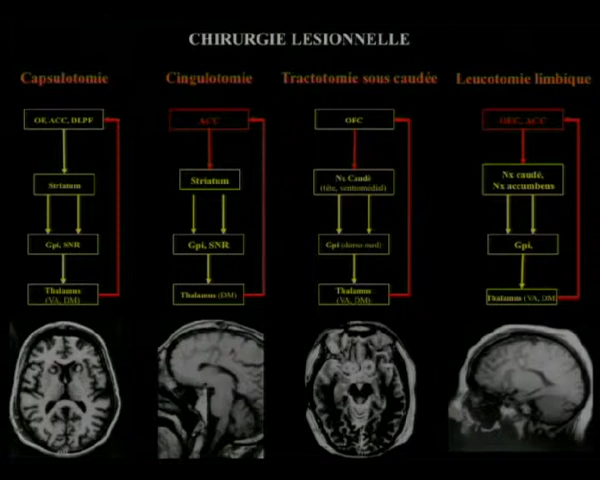 CHIRURGIE LESIONNELLE
Capsulotomie
Cingulotomie
Tractotomie sous caudée
Leucotomie limbique
OF, ACC, DLPF
Striatum
Gpi, SNR
Thalamus
(VA, DM)
ACC
Striatum
Gpi, SNR
Thalamus (DM)
OFC
Nx Caudé
(tête, ventromédial)
Gpi (dorso med)
Thalamus
(VA, DM)
OFC, ACC
Nx caudé,
Nx accumbens
Gpi,
Thalamus (VA, DM